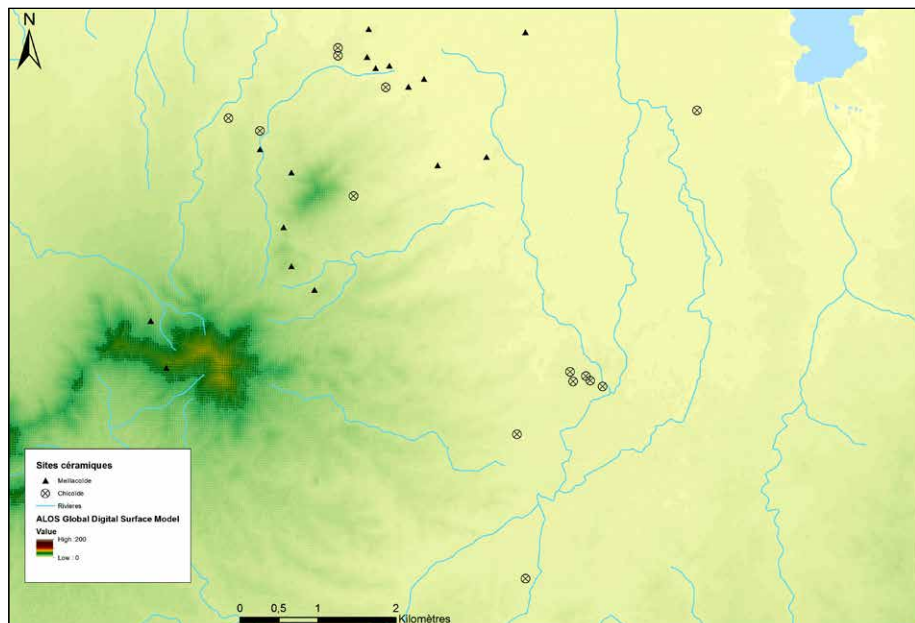 N
Sites céramiques
Meillacoïde
Chicoïde
Rivieres
ALOS Global Digital Surface Model
Value
High: 200
Low : 0
0 0,5 1 2
Kilomètres